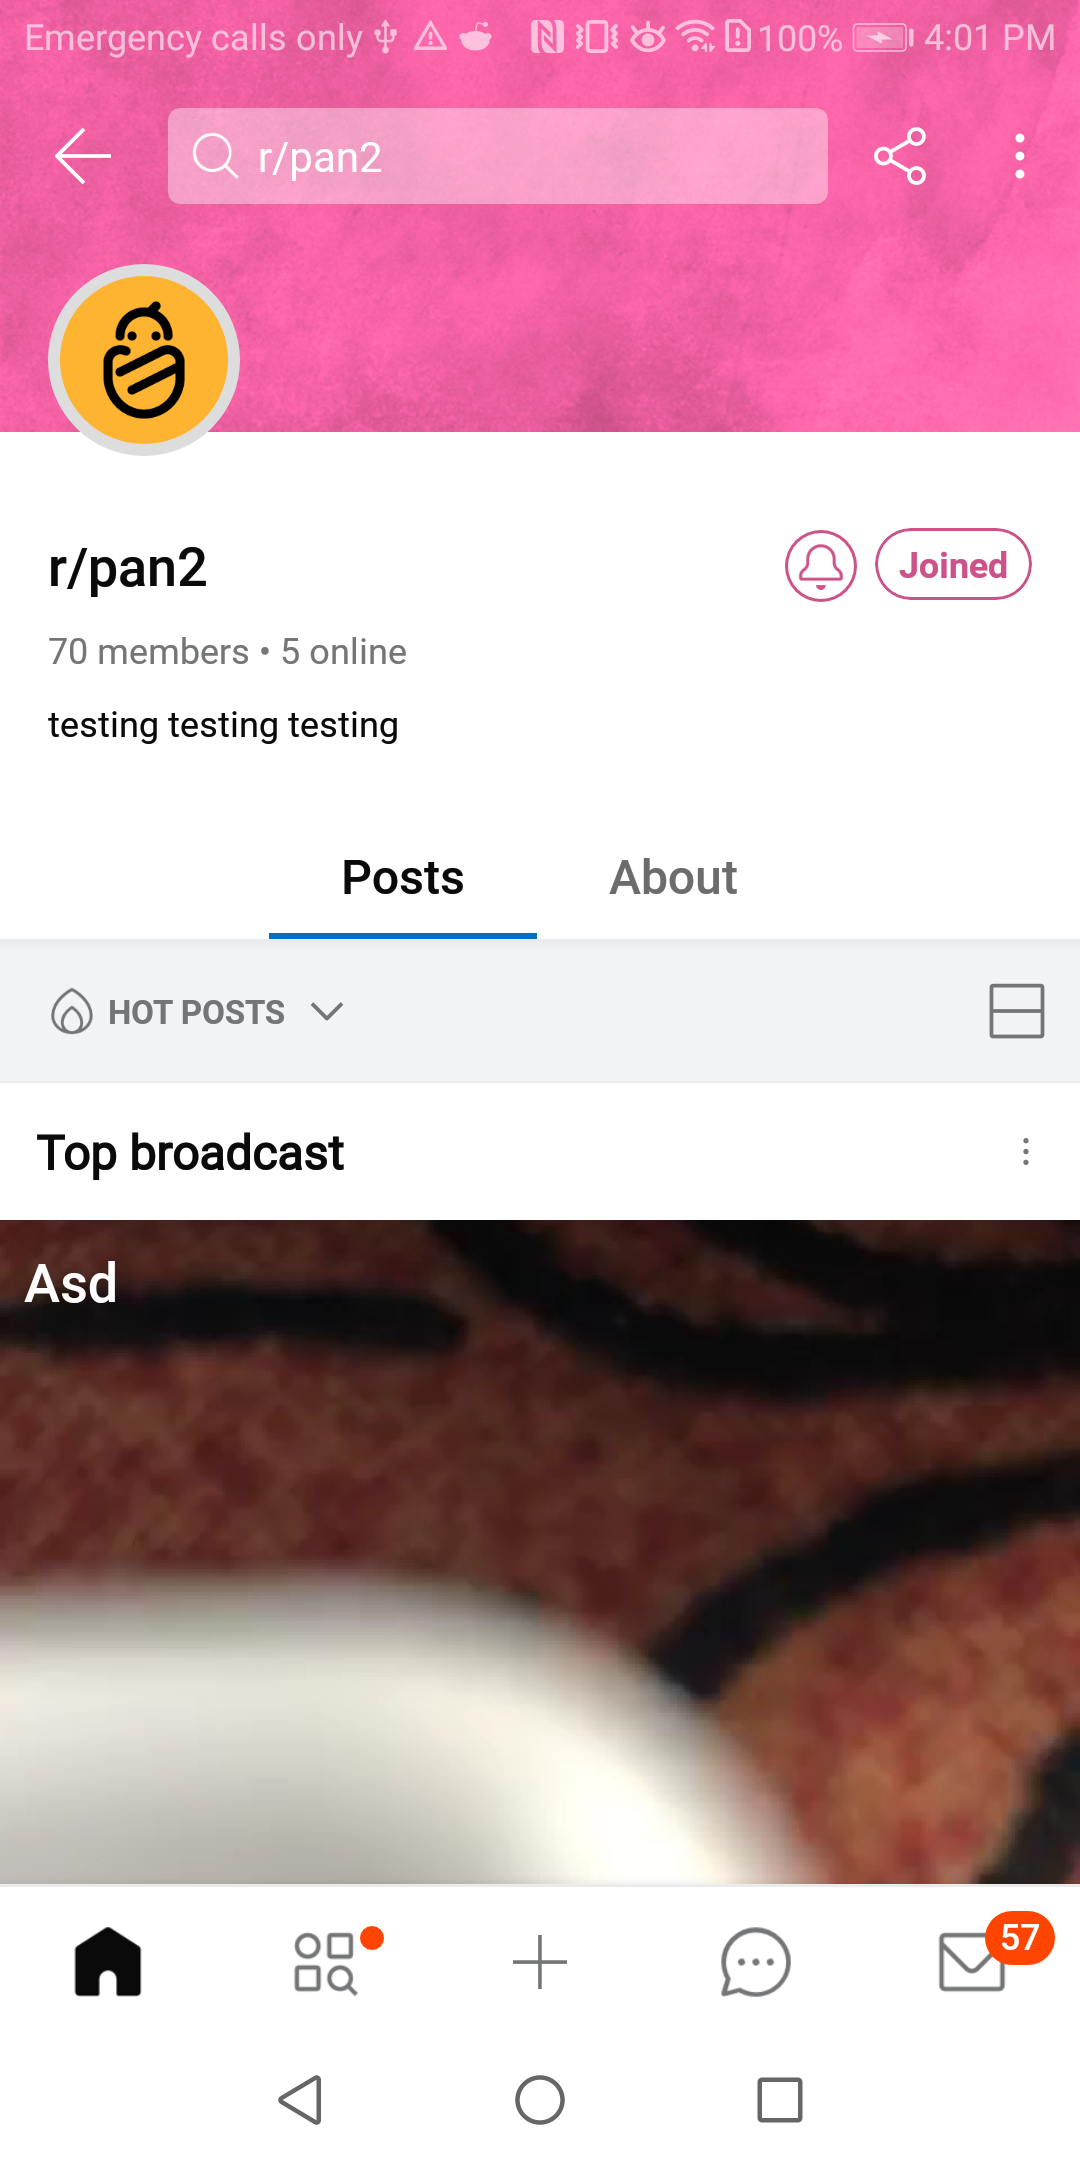 Emergency calls only 100% 4:01 PM
r/pan2
r/pan2
Joined
70 members • 5 online
testing testing testing
Posts About
HOT POSTS
Top broadcast
Asd
57